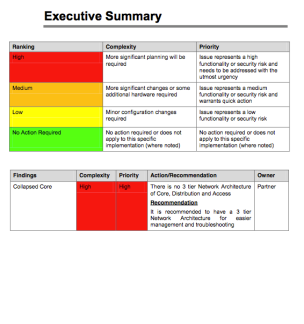 Executive Summary
Ranking Complexity Priority
High More significant planning will be Issue represents a high
required functionality or security risk and
needs to be addressed with the
utmost urgency
Medium More significant changes or some Issue represents a medium
additional hardware required functionality or security risk and
warrants quick action
Low Minor configuration changes Issue represents a low
required functionality or security risk
No Action Required No action required or does not No action required or does not
apply to this specific apply to this specific
implementation (where noted) implementation (where noted)
Findings Complexity Priority Action/Recommendation Owner
Collapsed Core High High There is no 3 tier Network Architecture Partner
of Core, Distribution and Access
Recommendation
It is recommended to have a 3 tier
Network Architecture for easier
management and troubleshooting